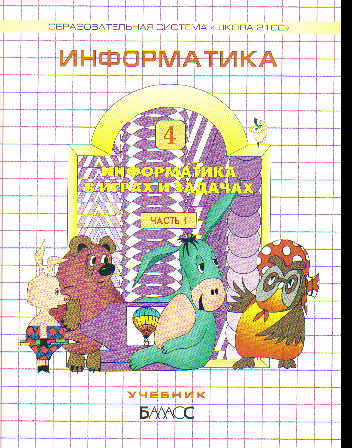 ОБРАЗОВАТЕЛЬНАЯ СИСТЕМА «ШКОЛА 2100»
ИНФОРМАТИКА
4
ИНФОРМАТИКА
В ИГРАХ И ЗАДАЧАХ
ЧАСТЬ 1
УЧЕБНИК
БАЛАСС